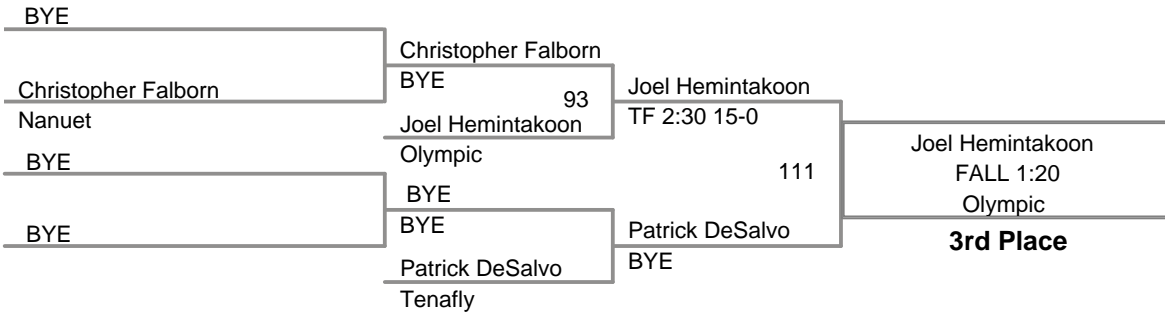 BYE
Christopher Falborn
Nanuet
BYE
BYE
Christopher Falborn
BYE
93
Joel Hemintakoon
Olympic
BYE
BYE
Patrick DeSalvo
Tenafly
Joel Hemintakoon
TF 2:30 15-0
111
Patrick DeSalvo
BYE
Joel Hemintakoon
FALL 1:20
Olympic
3rd Place